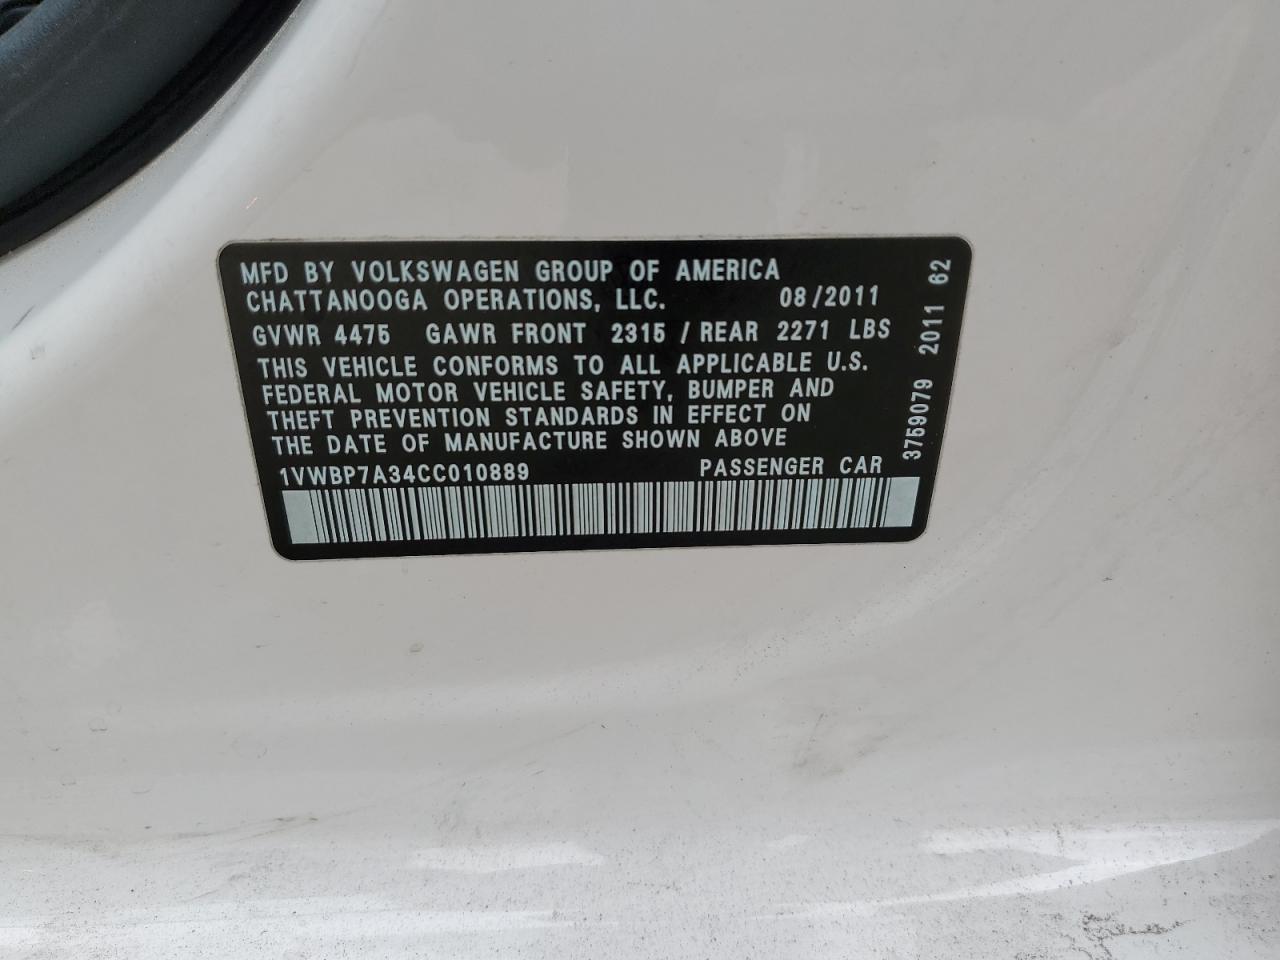 MFD BY VOLKSWAGEN GROUP OF AMERICA
CHATTANOOGA OPERATIONS, LLC. 08/2011
GVWR 4475 GAWR FRONT 2315 / REAR 2271 LBS
THIS VEHICLE CONFORMS TO ALL APPLICABLE U.S.
FEDERAL MOTOR VEHICLE SAFETY, BUMPER AND
THEFT PREVENTION STANDARDS IN EFFECT ON
THE DATE OF MANUFACTURE SHOWN ABOVE
1VWBP7A34CC010889 PASSENGER CAR
3759079 2011 62